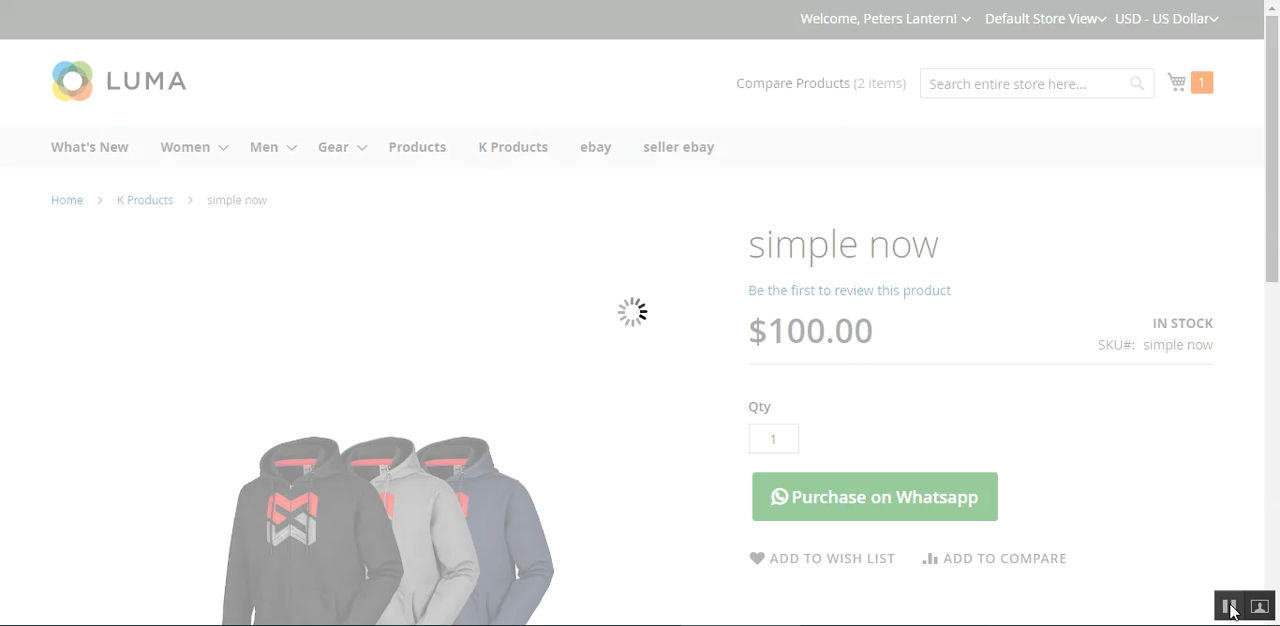 Welcome, Peters Lantern! Default Store View USD - US Dollar
LUMA
Compare Products (2 items) Search entire store here... 1
What's New Women Men Gear Products K Products ebay seller ebay
Home K Products simple now
simple now
Be the first to review this product
$100.00
IN STOCK
SKU#: simple now
Qty
1
Purchase on Whatsapp
ADD TO WISH LIST ADD TO COMPARE